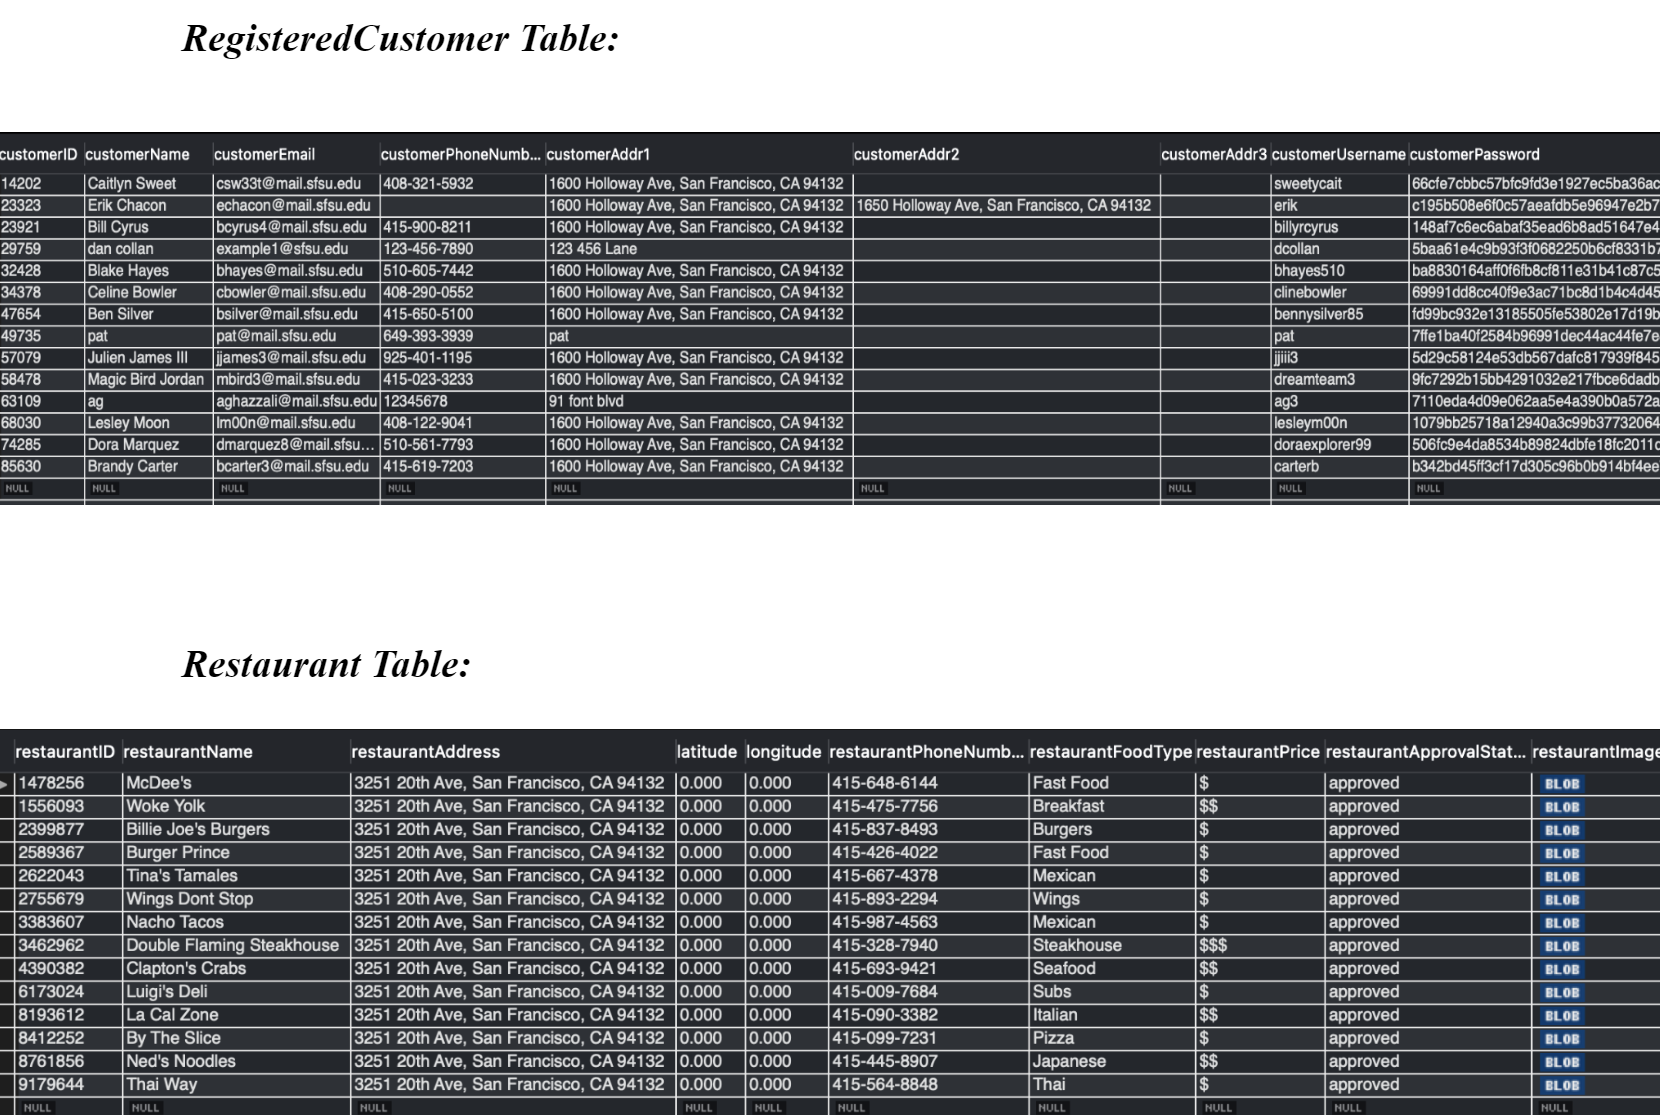 RegisteredCustomer Table:
customerID customerName customerEmail customerPhoneNumb... customerAddr1 customerAddr2 customerAddr3 customerUsername customerPassword
14202 Caitlyn Sweet csw33t@mail.sfsu.edu 408-321-5932 1600 Holloway Ave, San Francisco, CA 94132 sweetycait 66cfe7cbbc57bfc9fd3e1927ec5ba36ac
23323 Erik Chacon echacon@mail.sfsu.edu 1600 Holloway Ave, San Francisco, CA 94132 1650 Holloway Ave, San Francisco, CA 94132 erik c195b508e6f0c57aeafdb5e96947e2b7
23921 Bill Cyrus bcyrus4@mail.sfsu.edu 415-900-8211 1600 Holloway Ave, San Francisco, CA 94132 billyrcyrus 148af7c6ec6abaf35ead6b8ad51647e4
29759 dan collan example1@sfsu.edu 123-456-7890 123 456 Lane dcollan 5baa61e4c9b93f3f0682250b6cf8331b7
32428 Blake Hayes bhayes@mail.sfsu.edu 510-605-7442 1600 Holloway Ave, San Francisco, CA 94132 bhayes510 ba8830164aff0f6fb8cf811e31b41c87c5
34378 Celine Bowler cbowler@mail.sfsu.edu 408-290-0552 1600 Holloway Ave, San Francisco, CA 94132 clinebowler 69991dd8cc40f9e3ac71bc8d1b4c4d45
47654 Ben Silver bsilver@mail.sfsu.edu 415-650-5100 1600 Holloway Ave, San Francisco, CA 94132 bennysilver85 fd99bc932e13185505fe53802e17d19b
49735 pat pat@mail.sfsu.edu 649-393-3939 pat pat 7ffe1ba40f2584b96991dec44ac44fe7e
57079 Julien James III jjames3@mail.sfsu.edu 925-401-1195 1600 Holloway Ave, San Francisco, CA 94132 jjiii3 5d29c58124e53db567dafc817939f845
58478 Magic Bird Jordan mbird3@mail.sfsu.edu 415-023-3233 1600 Holloway Ave, San Francisco, CA 94132 dreamteam3 9fc7292b15bb4291032e217fbce6dadb
63109 ag aghazzali@mail.sfsu.edu 12345678 91 font blvd ag3 7110eda4d09e062aa5e4a390b0a572a
68030 Lesley Moon lm00n@mail.sfsu.edu 408-122-9041 1600 Holloway Ave, San Francisco, CA 94132 lesleym00n 1079bb25718a12940a3c99b37732064
74285 Dora Marquez dmarquez8@mail.sfsu... 510-561-7793 1600 Holloway Ave, San Francisco, CA 94132 doraexplorer99 506fc9e4da8534b89824dbfe18fc2011c
85630 Brandy Carter bcarter3@mail.sfsu.edu 415-619-7203 1600 Holloway Ave, San Francisco, CA 94132 carterb b342bd45ff3cf17d305c96b0b914bf4ee
NULL NULL NULL NULL NULL NULL NULL NULL NULL
Restaurant Table:
restaurantID restaurantName restaurantAddress latitude longitude restaurantPhoneNumb... restaurantFoodType restaurantPrice restaurantApprovalStat... restaurantImage
1478256 McDee's 3251 20th Ave, San Francisco, CA 94132 0.000 0.000 415-648-6144 Fast Food $ approved BLOB
1556093 Woke Yolk 3251 20th Ave, San Francisco, CA 94132 0.000 0.000 415-475-7756 Breakfast $$ approved BLOB
2399877 Billie Joe's Burgers 3251 20th Ave, San Francisco, CA 94132 0.000 0.000 415-837-8493 Burgers $ approved BLOB
2589367 Burger Prince 3251 20th Ave, San Francisco, CA 94132 0.000 0.000 415-426-4022 Fast Food $ approved BLOB
2622043 Tina's Tamales 3251 20th Ave, San Francisco, CA 94132 0.000 0.000 415-667-4378 Mexican $ approved BLOB
2755679 Wings Dont Stop 3251 20th Ave, San Francisco, CA 94132 0.000 0.000 415-893-2294 Wings $ approved BLOB
3383607 Nacho Tacos 3251 20th Ave, San Francisco, CA 94132 0.000 0.000 415-987-4563 Mexican $ approved BLOB
3462962 Double Flaming Steakhouse 3251 20th Ave, San Francisco, CA 94132 0.000 0.000 415-328-7940 Steakhouse $$$ approved BLOB
4390382 Clapton's Crabs 3251 20th Ave, San Francisco, CA 94132 0.000 0.000 415-693-9421 Seafood $$ approved BLOB
6173024 Luigi's Deli 3251 20th Ave, San Francisco, CA 94132 0.000 0.000 415-009-7684 Subs $ approved BLOB
8193612 La Cal Zone 3251 20th Ave, San Francisco, CA 94132 0.000 0.000 415-090-3382 Italian $$ approved BLOB
8412252 By The Slice 3251 20th Ave, San Francisco, CA 94132 0.000 0.000 415-099-7231 Pizza $ approved BLOB
8761856 Ned's Noodles 3251 20th Ave, San Francisco, CA 94132 0.000 0.000 415-445-8907 Japanese $$ approved BLOB
9179644 Thai Way 3251 20th Ave, San Francisco, CA 94132 0.000 0.000 415-564-8848 Thai $ approved BLOB
NULL NULL NULL NULL NULL NULL NULL NULL NULL NULL